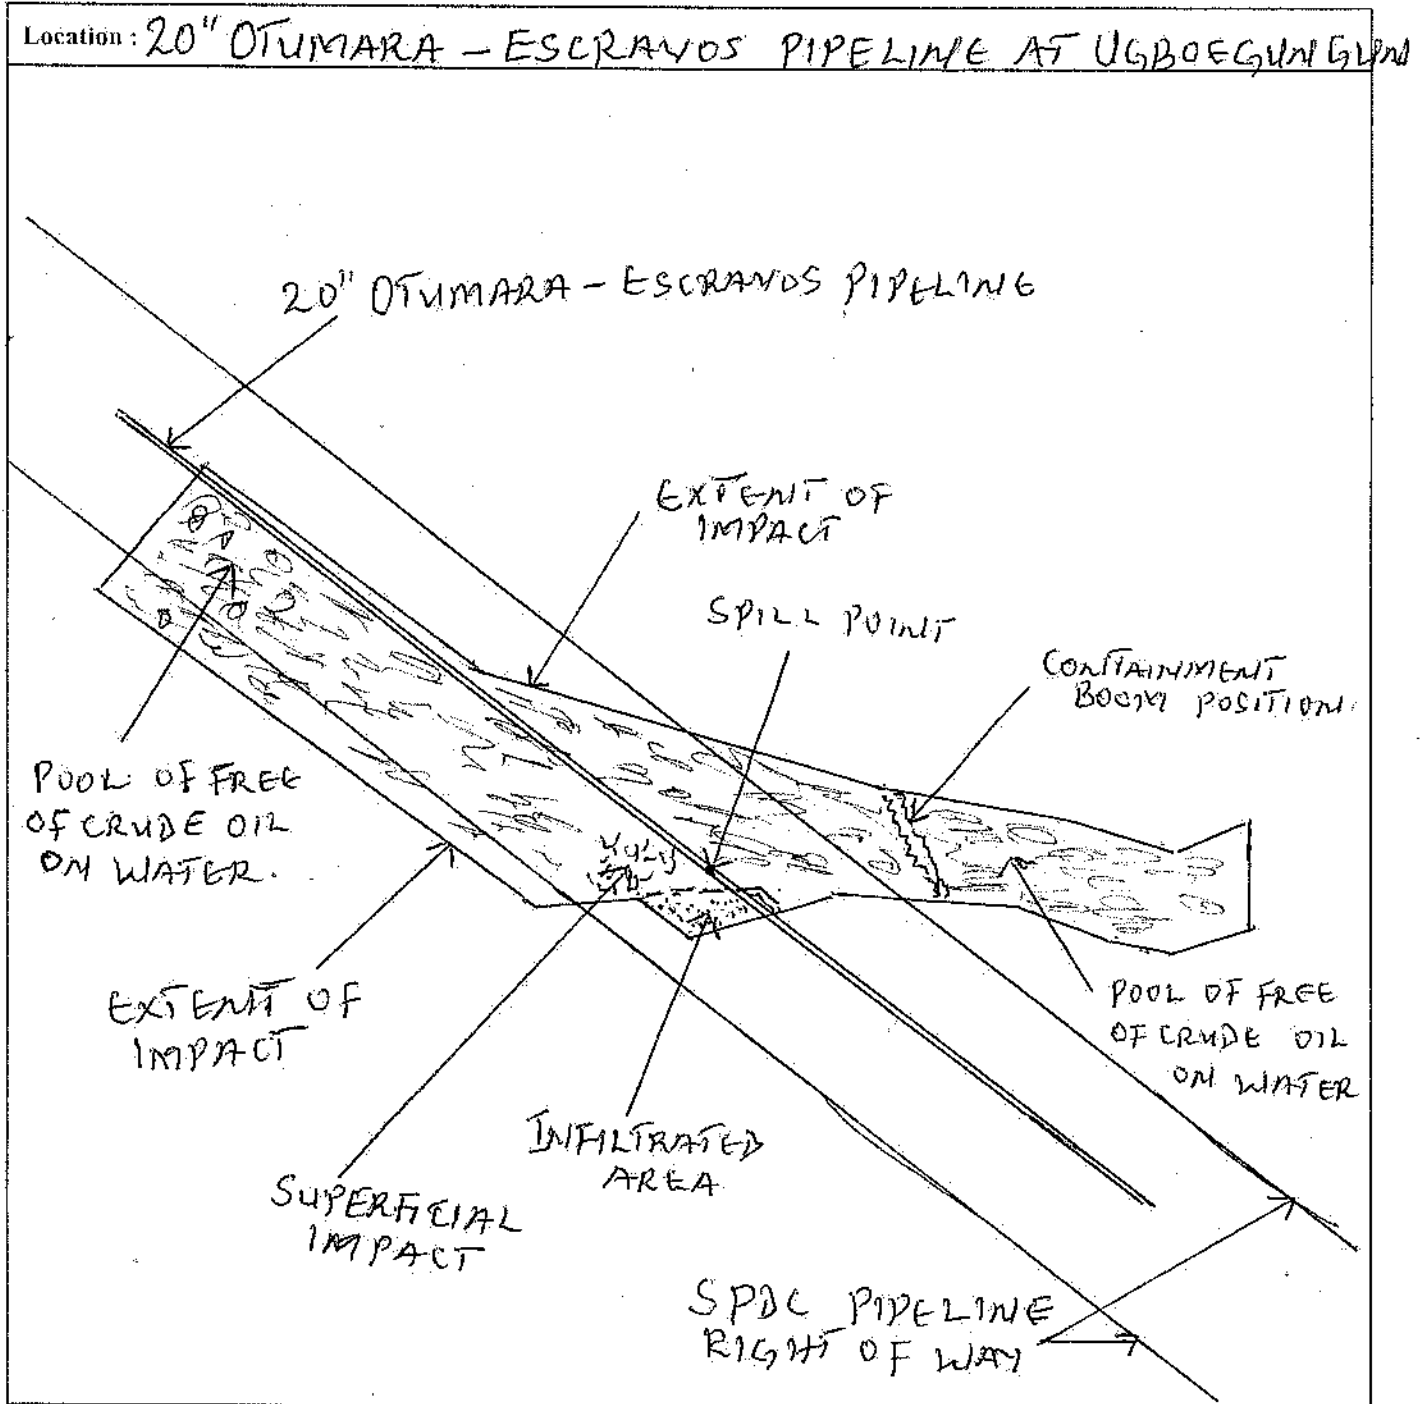 Location : 20" OTUMARA - ESCRAVOS PIPELINE AT UGBOEGUNGUN
20" OTUMARA - ESCRAVOS PIPELINE
EXTENT OF
IMPACT
SPILL POINT
CONTAINMENT
BOOM POSITION
POOL OF FREE
OF CRUDE OIL
ON WATER.
EXTENT OF
IMPACT
POOL OF FREE
OF CRUDE OIL
ON WATER
INFILTRATED
AREA
SUPERFICIAL
IMPACT
SPDC PIPELINE
RIGHT OF WAY